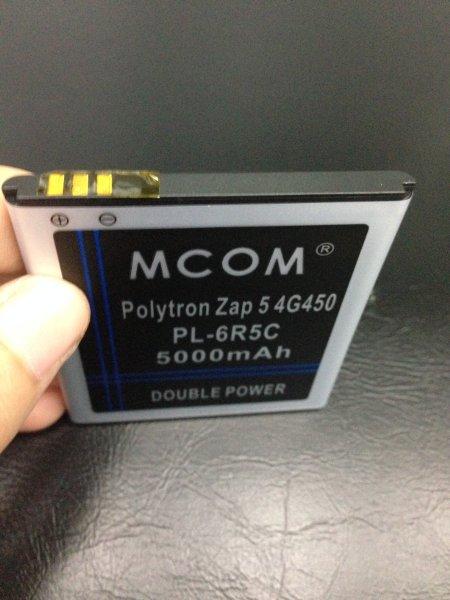 + -
MCOM®
Polytron Zap 5 4G450
PL-6R5C
5000mAh
DOUBLE POWER